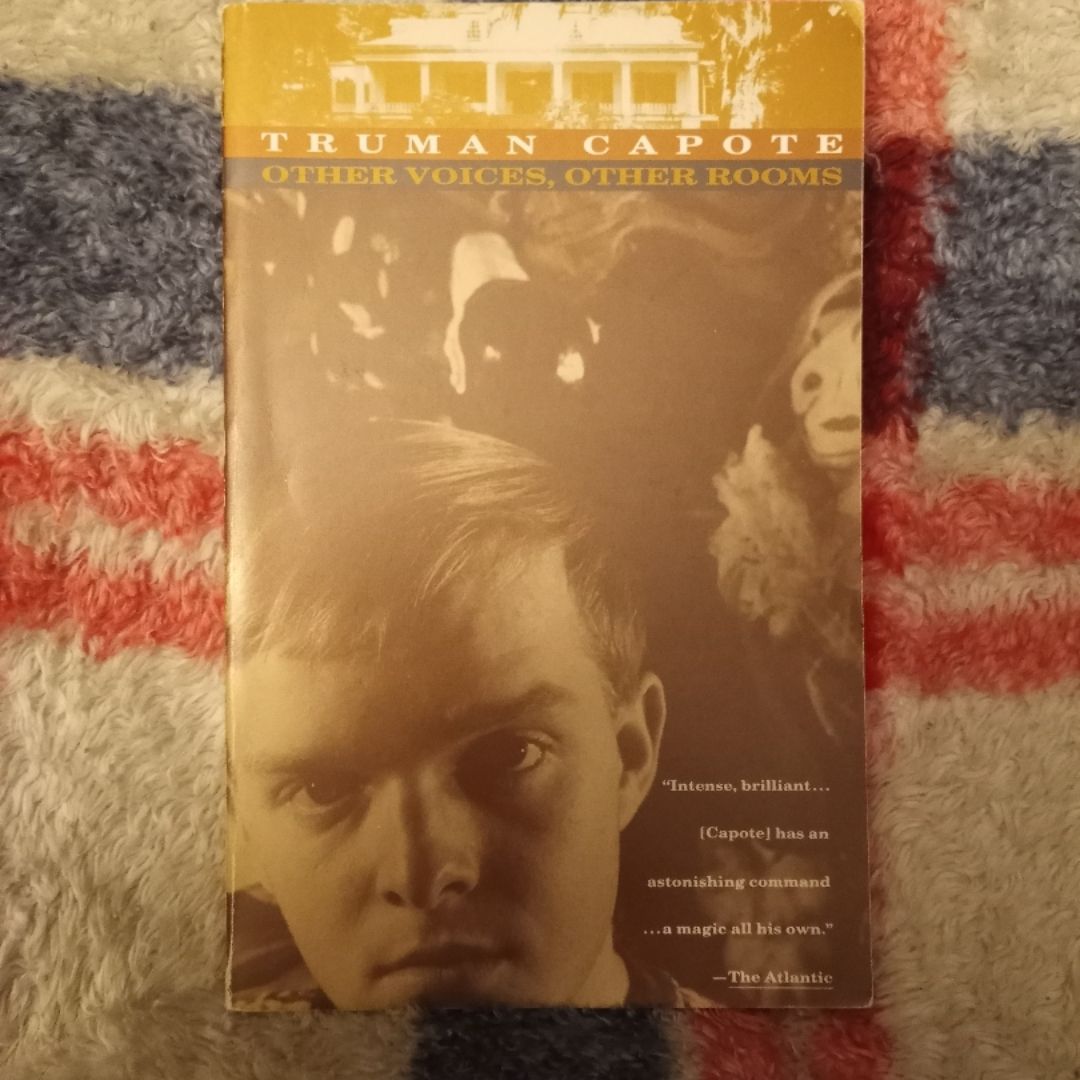 TRUMAN CAPOTE
OTHER VOICES, OTHER ROOMS
“Intense, brilliant...
[Capote] has an
astonishing command
...a magic all his own.”
—The Atlantic